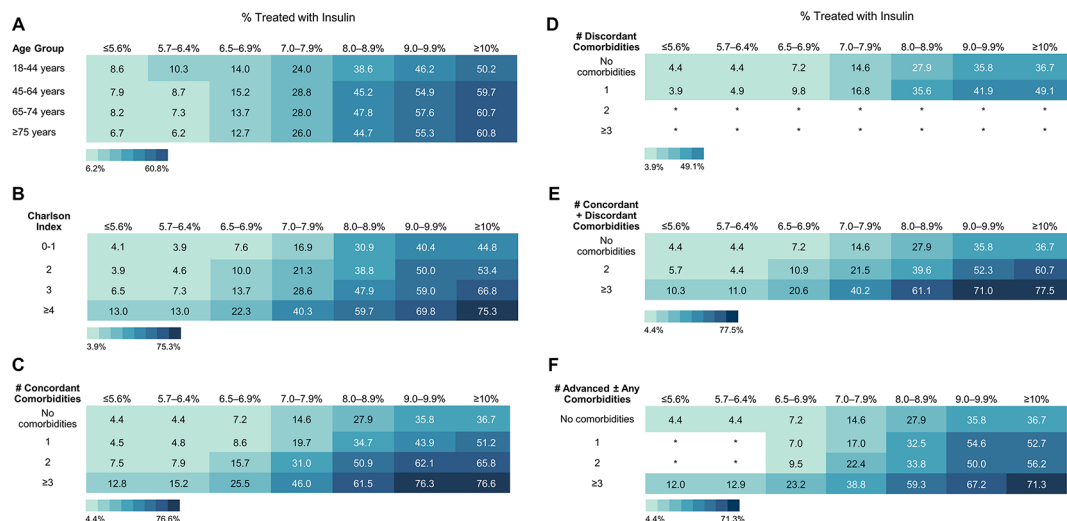 % Treated with Insulin
A
Age Group ≤5.6% 5.7–6.4% 6.5–6.9% 7.0–7.9% 8.0–8.9% 9.0–9.9% ≥10%
18-44 years 8.6 10.3 14.0 24.0 38.6 46.2 50.2
45-64 years 7.9 8.7 15.2 28.8 45.2 54.9 59.7
65-74 years 8.2 7.3 13.7 28.0 47.8 57.6 60.7
≥75 years 6.7 6.2 12.7 26.0 44.7 55.3 60.8
6.2% 60.8%
B
Charlson
Index ≤5.6% 5.7–6.4% 6.5–6.9% 7.0–7.9% 8.0–8.9% 9.0–9.9% ≥10%
0-1 4.1 3.9 7.6 16.9 30.9 40.4 44.8
2 3.9 4.6 10.0 21.3 38.8 50.0 53.4
3 6.5 7.3 13.7 28.6 47.9 59.0 66.8
≥4 13.0 13.0 22.3 40.3 59.7 69.8 75.3
3.9% 75.3%
C
# Concordant
Comorbidities ≤5.6% 5.7–6.4% 6.5–6.9% 7.0–7.9% 8.0–8.9% 9.0–9.9% ≥10%
No
comorbidities 4.4 4.4 7.2 14.6 27.9 35.8 36.7
1 4.5 4.8 8.6 19.7 34.7 43.9 51.2
2 7.5 7.9 15.7 31.0 50.9 62.1 65.8
≥3 12.8 15.2 25.5 46.0 61.5 76.3 76.6
4.4% 76.6%
% Treated with Insulin
D
# Discordant
Comorbidities ≤5.6% 5.7–6.4% 6.5–6.9% 7.0–7.9% 8.0–8.9% 9.0–9.9% ≥10%
No
comorbidities 4.4 4.4 7.2 14.6 27.9 35.8 36.7
1 3.9 4.9 9.8 16.8 35.6 41.9 49.1
2 * * * * * * *
≥3 * * * * * * *
3.9% 49.1%
E
# Concordant
+ Discordant
Comorbidities ≤5.6% 5.7–6.4% 6.5–6.9% 7.0–7.9% 8.0–8.9% 9.0–9.9% ≥10%
No
comorbidities 4.4 4.4 7.2 14.6 27.9 35.8 36.7
2 5.7 4.4 10.9 21.5 39.6 52.3 60.7
≥3 10.3 11.0 20.6 40.2 61.1 71.0 77.5
4.4% 77.5%
F
# Advanced ± Any
Comorbidities ≤5.6% 5.7–6.4% 6.5–6.9% 7.0–7.9% 8.0–8.9% 9.0–9.9% ≥10%
No comorbidities 4.4 4.4 7.2 14.6 27.9 35.8 36.7
1 * * 7.0 17.0 32.5 54.6 52.7
2 * * 9.5 22.4 33.8 50.0 56.2
≥3 12.0 12.9 23.2 38.8 59.3 67.2 71.3
4.4% 71.3%